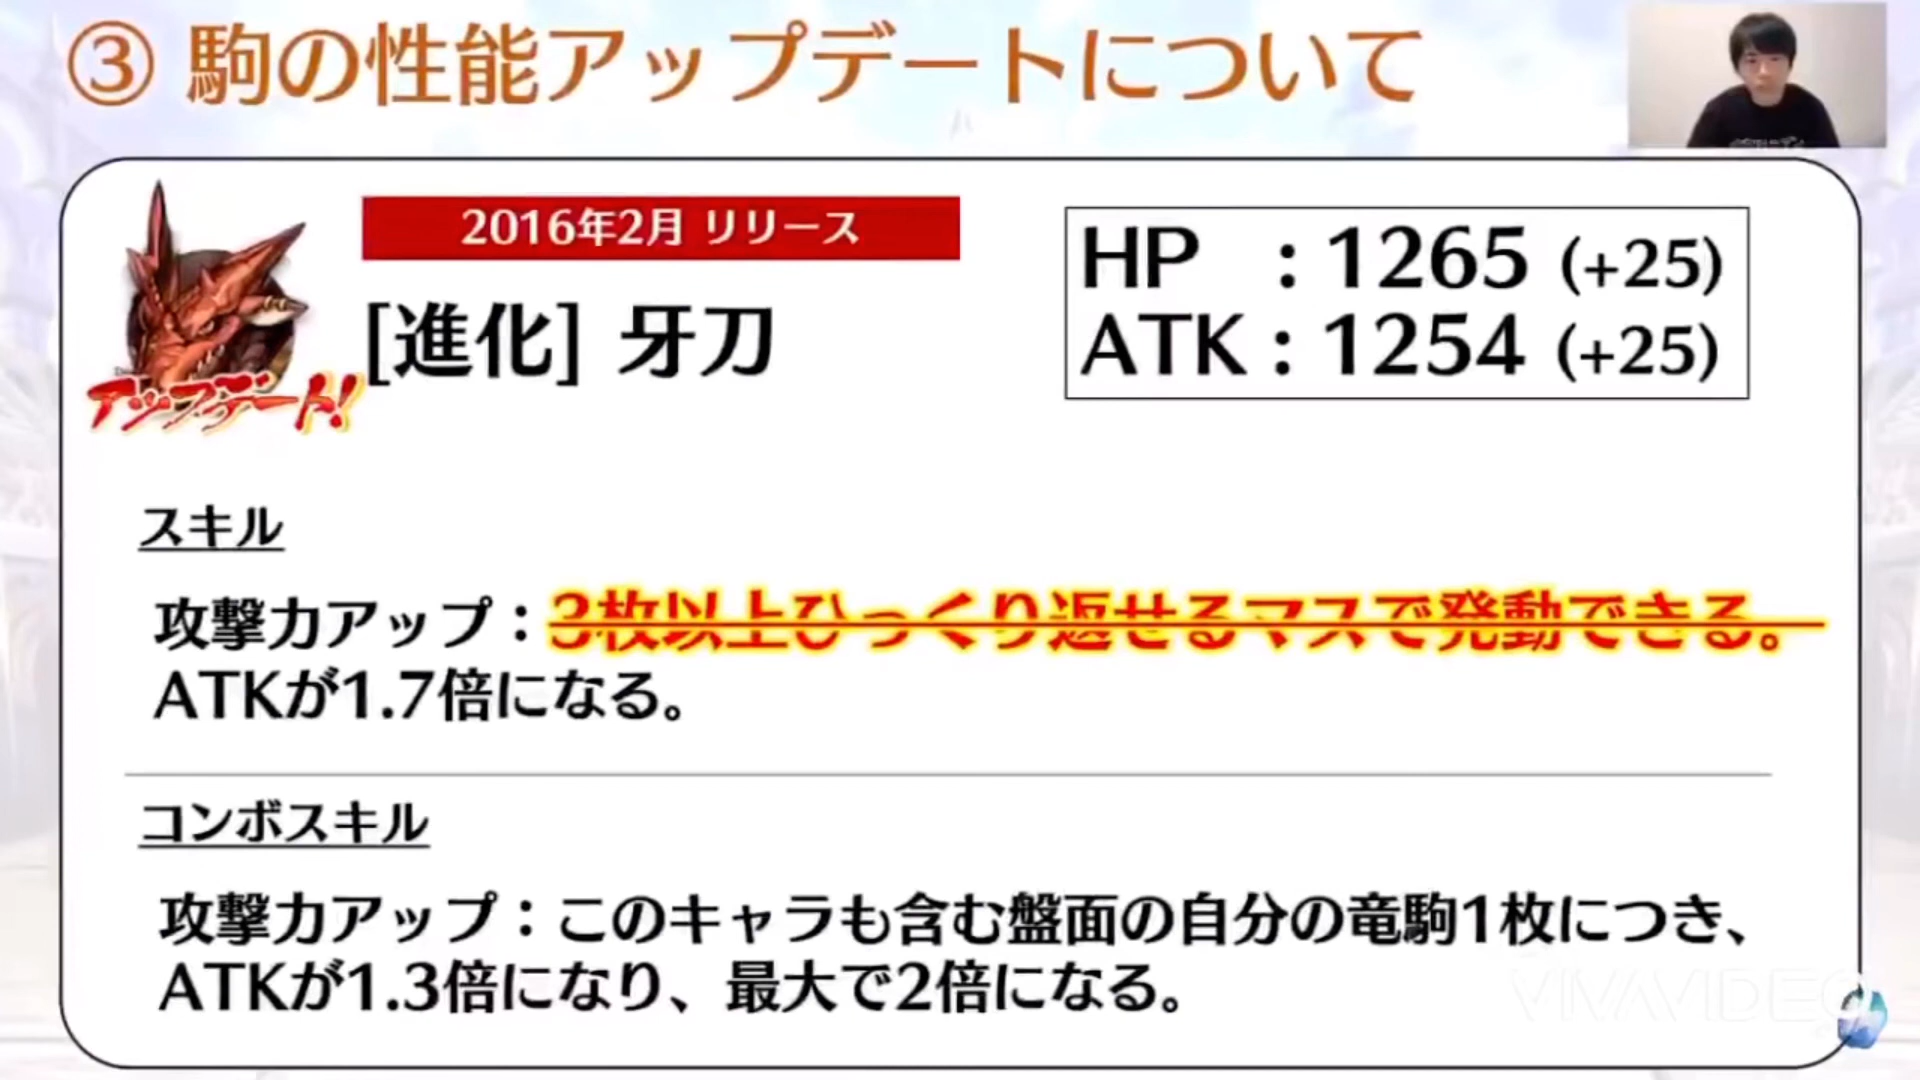 ③ 駒の性能アップデートについて
2016年2月 リリース
[進化] 牙刀
アップデート!
HP : 1265 (+25)
ATK : 1254 (+25)
スキル
攻撃力アップ：3枚以上ひっくり返せるマスで発動できる。
ATKが1.7倍になる。
コンボスキル
攻撃力アップ：このキャラも含む盤面の自分の竜駒1枚につき、
ATKが1.3倍になり、最大で2倍になる。
VIVAVIDEO